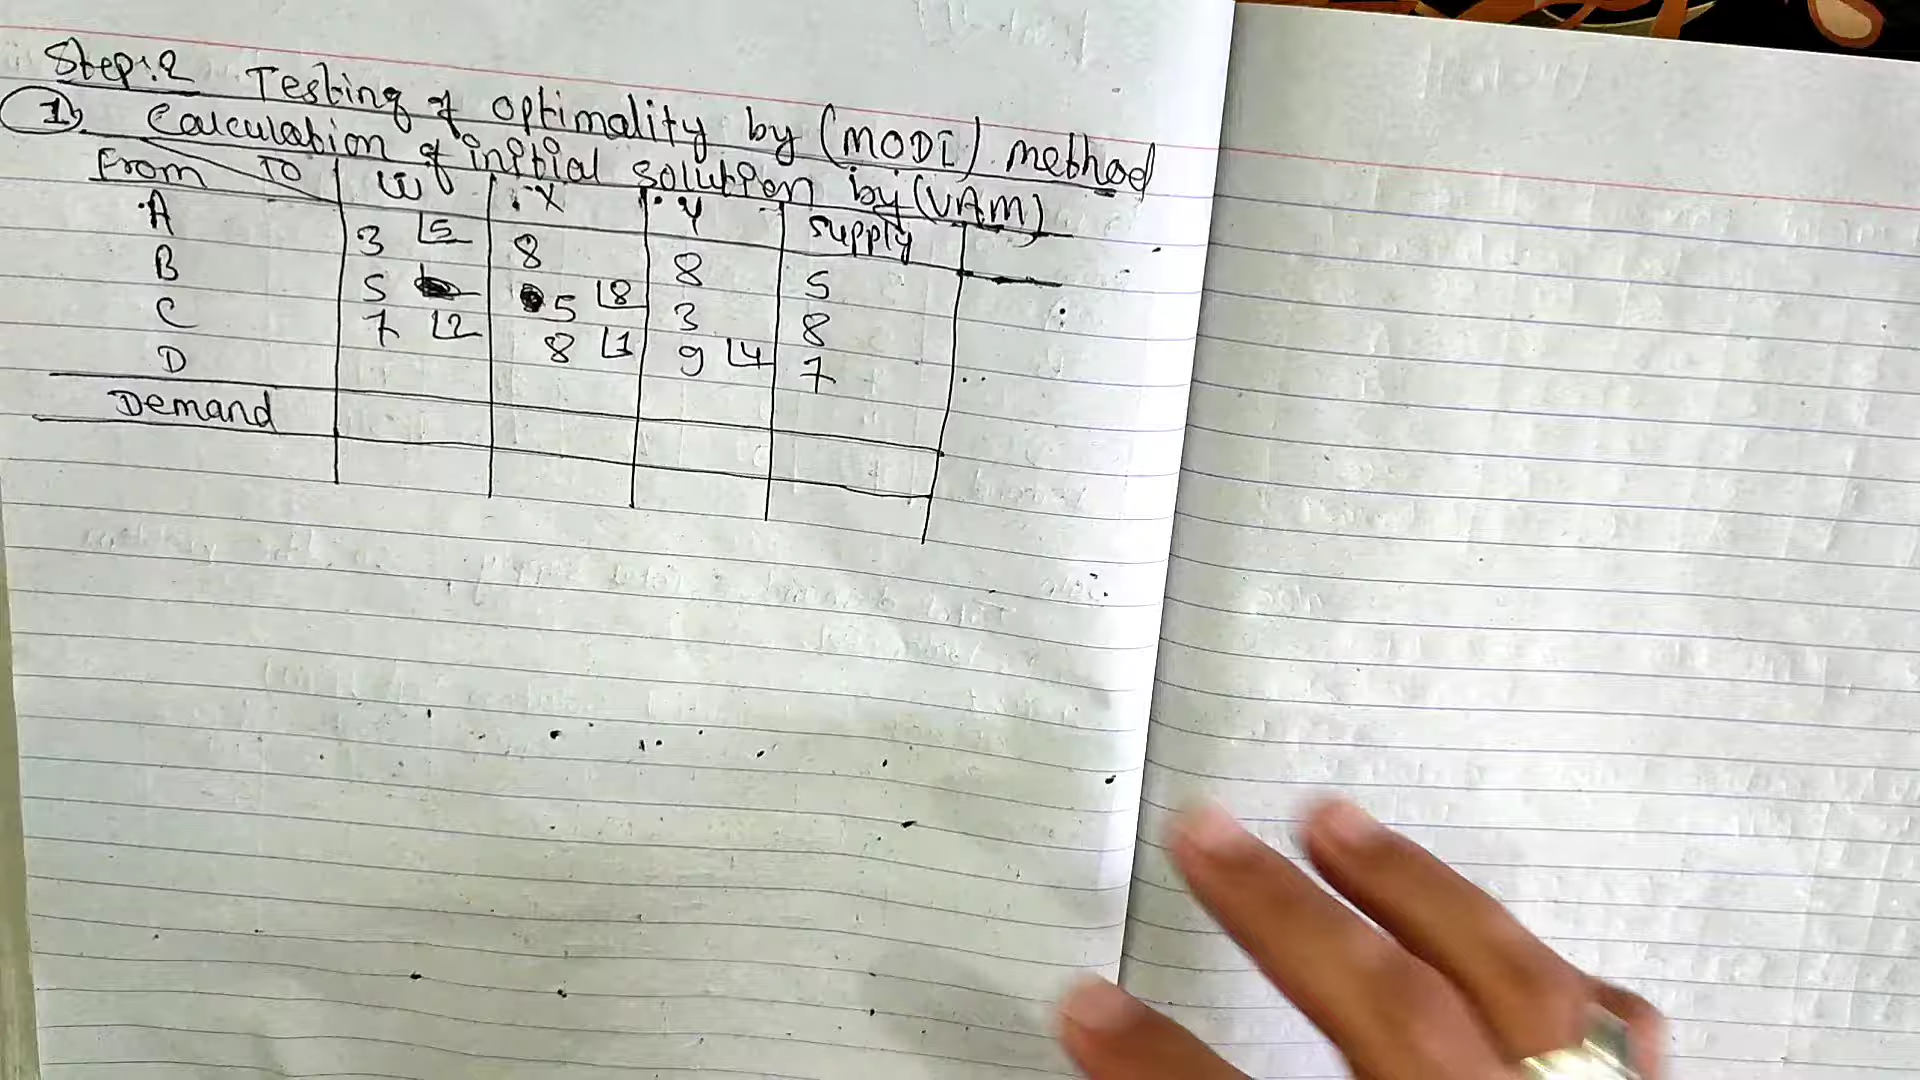 Step:2 Testing of optimality by (MODI) method
1) Calculation of initial solution by (VAM)
From TO W X Y Supply
A 3 5 8 8 5
B 5 5 8 3 8
C 7 2 8 1 9 4 7
D
Demand